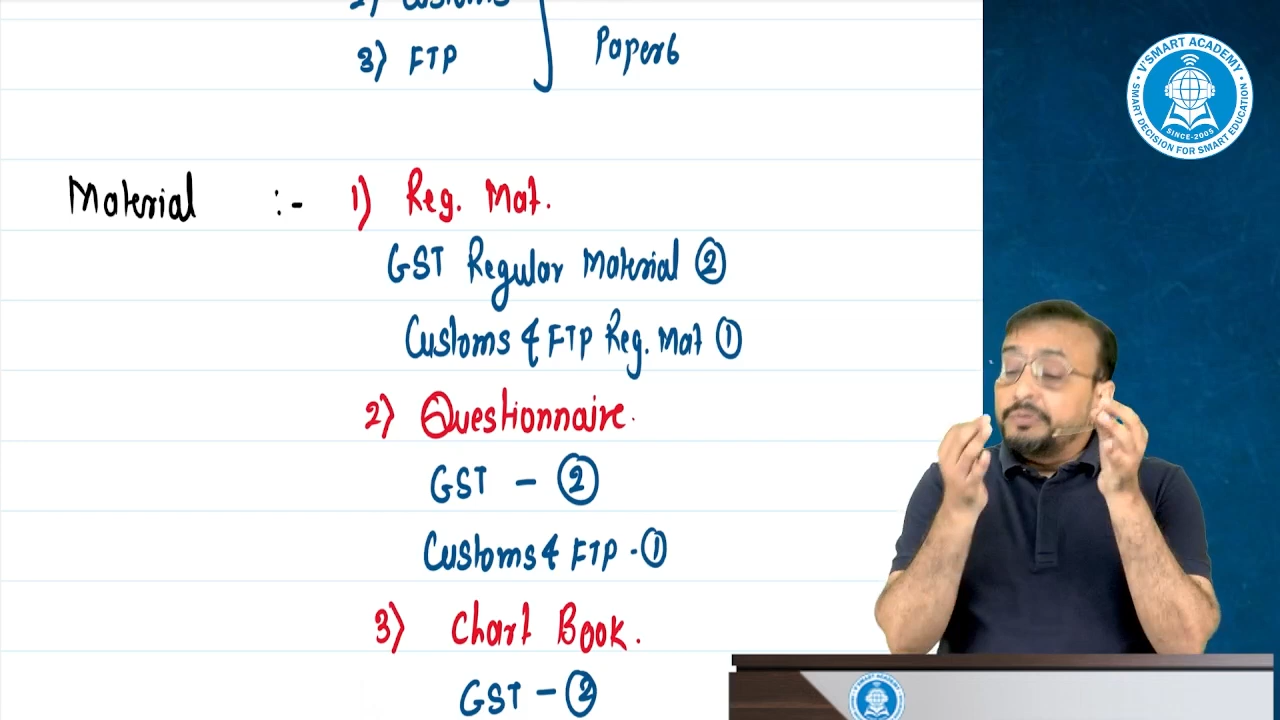 2) Customs
3) FTP
Paper 6
Material :- 1) Reg. Mat.
GST Regular Material ②
Customs & FTP Reg. Mat ①
2) Questionnaire.
GST - ②
Customs & FTP - ①
3) Chart Book.
GST - ②
V'SMART ACADEMY
SMART DECISION FOR SMART EDUCATION
SINCE-2005